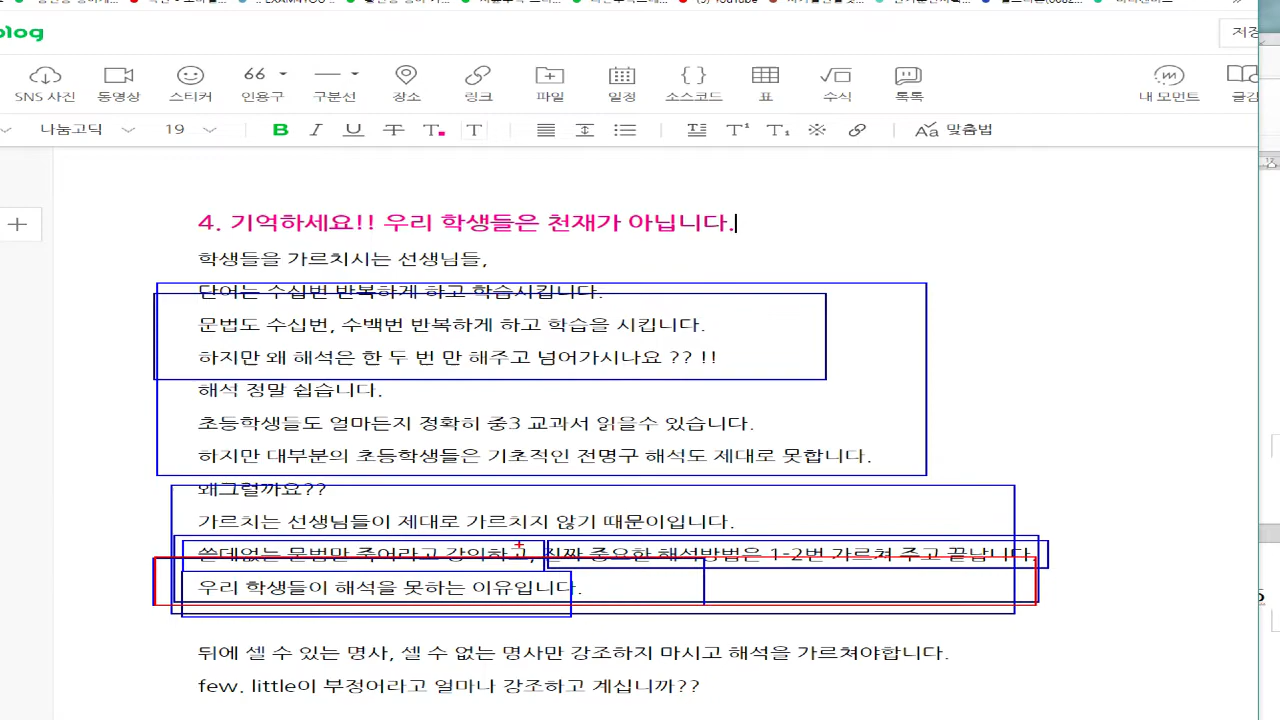 blog
저장
SNS 사진 동영상 스티커 인용구 구분선 장소 링크 파일 일정 소스코드 표 수식 톡톡 내 모먼트 글감
나눔고딕 19 B I U T T. T T¹ T₁ ※ Aa 맞춤법
4. 기억하세요!! 우리 학생들은 천재가 아닙니다.
학생들을 가르치시는 선생님들,
단어는 수십번 반복하게 하고 학습시킵니다.
문법도 수십번, 수백번 반복하게 하고 학습을 시킵니다.
하지만 왜 해석은 한 두 번 만 해주고 넘어가시나요 ?? !!
해석 정말 쉽습니다.
초등학생들도 얼마든지 정확히 중3 교과서 읽을수 있습니다.
하지만 대부분의 초등학생들은 기초적인 전명구 해석도 제대로 못합니다.
왜그럴까요??
가르치는 선생님들이 제대로 가르치지 않기 때문이입니다.
쓸데없는 문법만 죽어라고 강의하고, 진짜 중요한 해석방법은 1-2번 가르쳐 주고 끝납니다.
우리 학생들이 해석을 못하는 이유입니다.
뒤에 셀 수 있는 명사, 셀 수 없는 명사만 강조하지 마시고 해석을 가르쳐야합니다.
few. little이 부정어라고 얼마나 강조하고 계십니까??